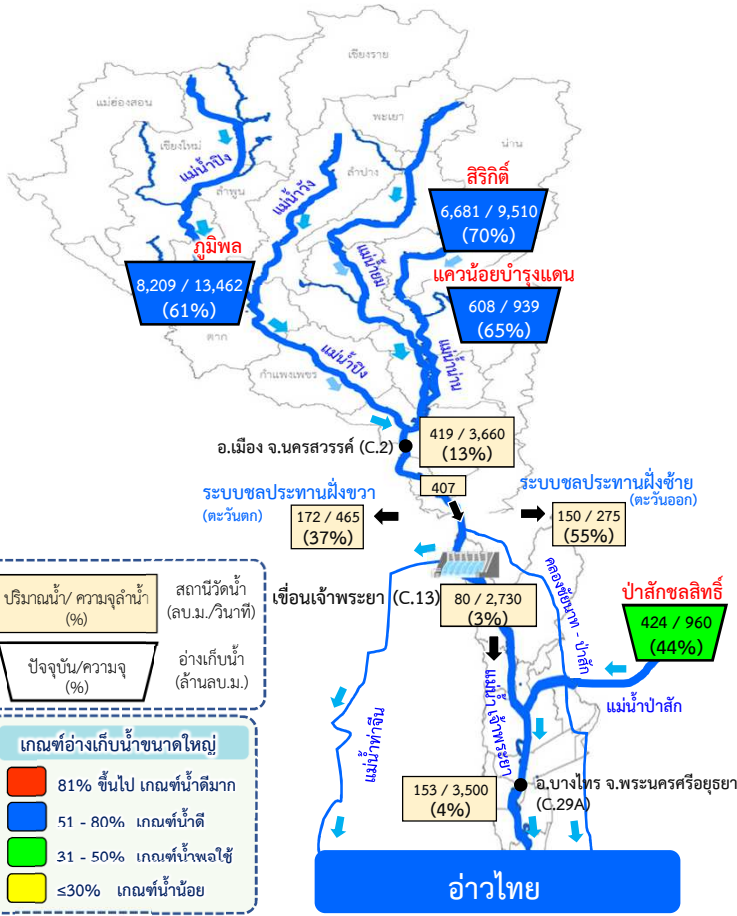 เชียงราย
แม่ฮ่องสอน
พะเยา
น่าน
เชียงใหม่
แม่น้ำปิง
ลำปาง
ลำพูน
แม่น้ำวัง
สิริกิติ์
6,681 / 9,510
(70%)
ภูมิพล
8,209 / 13,462
(61%)
แม่น้ำยม
แควน้อยบำรุงแดน
608 / 939
(65%)
แม่น้ำน่าน
ตาก
กำแพงเพชร
แม่น้ำปิง
อ.เมือง จ.นครสวรรค์ (C.2)
419 / 3,660
(13%)
407
ระบบชลประทานฝั่งขวา
(ตะวันตก)
172 / 465
(37%)
ระบบชลประทานฝั่งซ้าย
(ตะวันออก)
150 / 275
(55%)
คลองชัยนาท - ป่าสัก
เขื่อนเจ้าพระยา (C.13)
80 / 2,730
(3%)
ป่าสักชลสิทธิ์
424 / 960
(44%)
แม่น้ำป่าสัก
แม่น้ำเจ้าพระยา
แม่น้ำท่าจีน
153 / 3,500
(4%)
อ.บางไทร จ.พระนครศรีอยุธยา
(C.29A)
ปริมาณน้ำ/ ความจุลำน้ำ
(%)
สถานีวัดน้ำ
(ลบ.ม./วินาที)
ปัจจุบัน/ความจุ
(%)
อ่างเก็บน้ำ
(ล้านลบ.ม.)
เกณฑ์อ่างเก็บน้ำขนาดใหญ่
81% ขึ้นไป เกณฑ์น้ำดีมาก
51 - 80% เกณฑ์น้ำดี
31 - 50% เกณฑ์น้ำพอใช้
≤30% เกณฑ์น้ำน้อย
อ่าวไทย